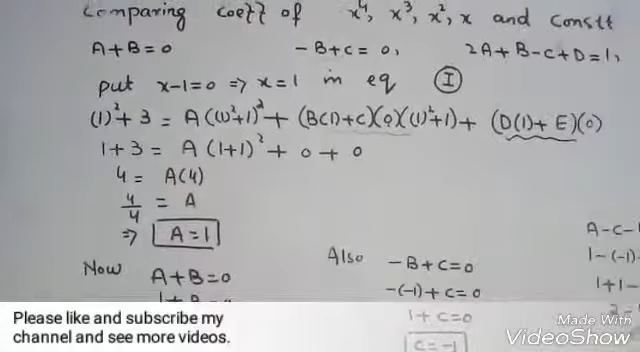 Comparing coeff of x⁴, x³, x², x and constt
A+B=0 -B+C=0, 2A+B-C+D=1,
put x-1=0 ⇒ x=1 in eq (I)
(1)²+3 = A((1)²+1)² + (B(1)+C)(0)((1)²+1) + (D(1)+E)(0)
1+3 = A(1+1)²+0+0
4 = A(4)
4/4 = A
⇒ A=1
Now A+B=0
Also -B+C=0
-(-1)+C=0
1+C=0
C=-1
A-C-
1-(-1)
1+1-
Please like and subscribe my
channel and see more videos.
Made With
VideoShow